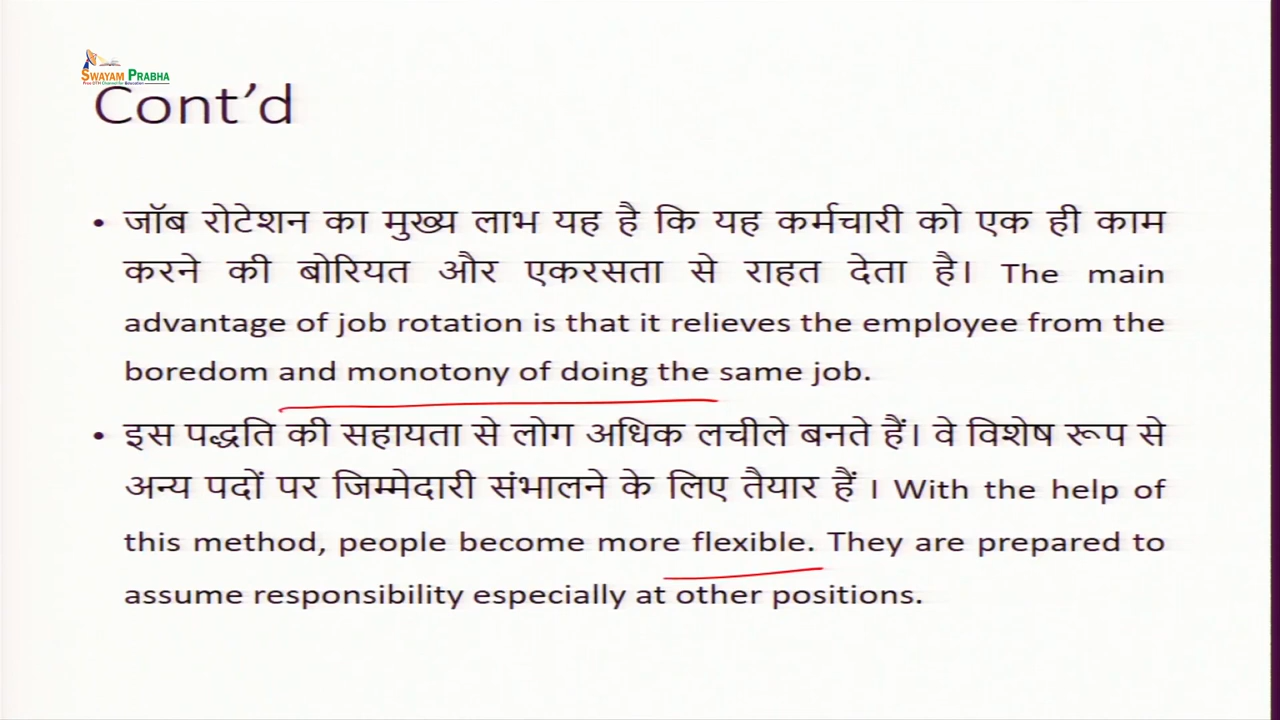 SWAYAM PRABHA
Cont’d
• जॉब रोटेशन का मुख्य लाभ यह है कि यह कर्मचारी को एक ही काम
करने की बोरियत और एकरसता से राहत देता है। The main
advantage of job rotation is that it relieves the employee from the
boredom and monotony of doing the same job.
• इस पद्धति की सहायता से लोग अधिक लचीले बनते हैं। वे विशेष रूप से
अन्य पदों पर जिम्मेदारी संभालने के लिए तैयार हैं । With the help of
this method, people become more flexible. They are prepared to
assume responsibility especially at other positions.